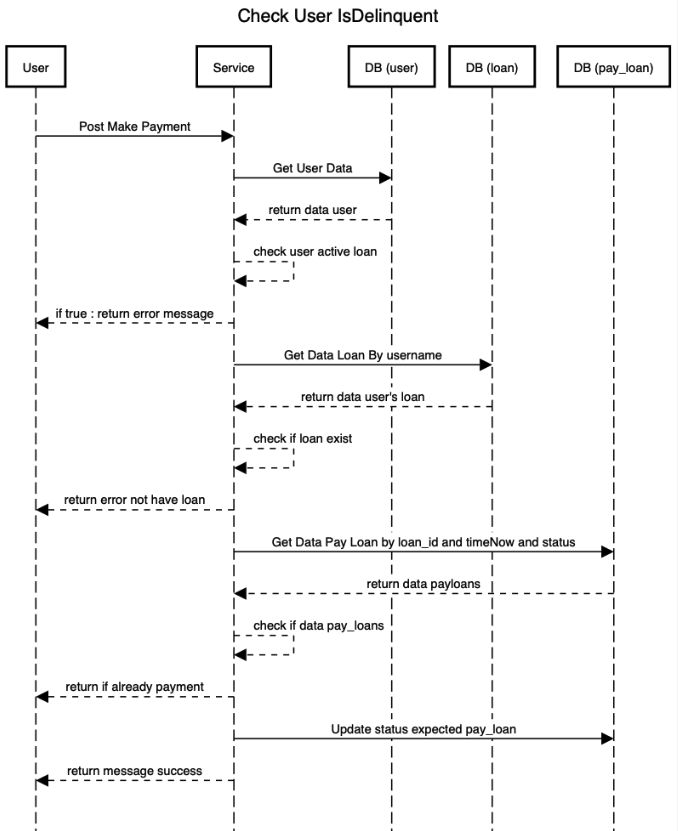 Check User IsDelinquent
User
Service
DB (user)
DB (loan)
DB (pay_loan)
Post Make Payment
Get User Data
return data user
check user active loan
if true : return error message
Get Data Loan By username
return data user's loan
check if loan exist
return error not have loan
Get Data Pay Loan by loan_id and timeNow and status
return data payloans
check if data pay_loans
return if already payment
Update status expected pay_loan
return message success